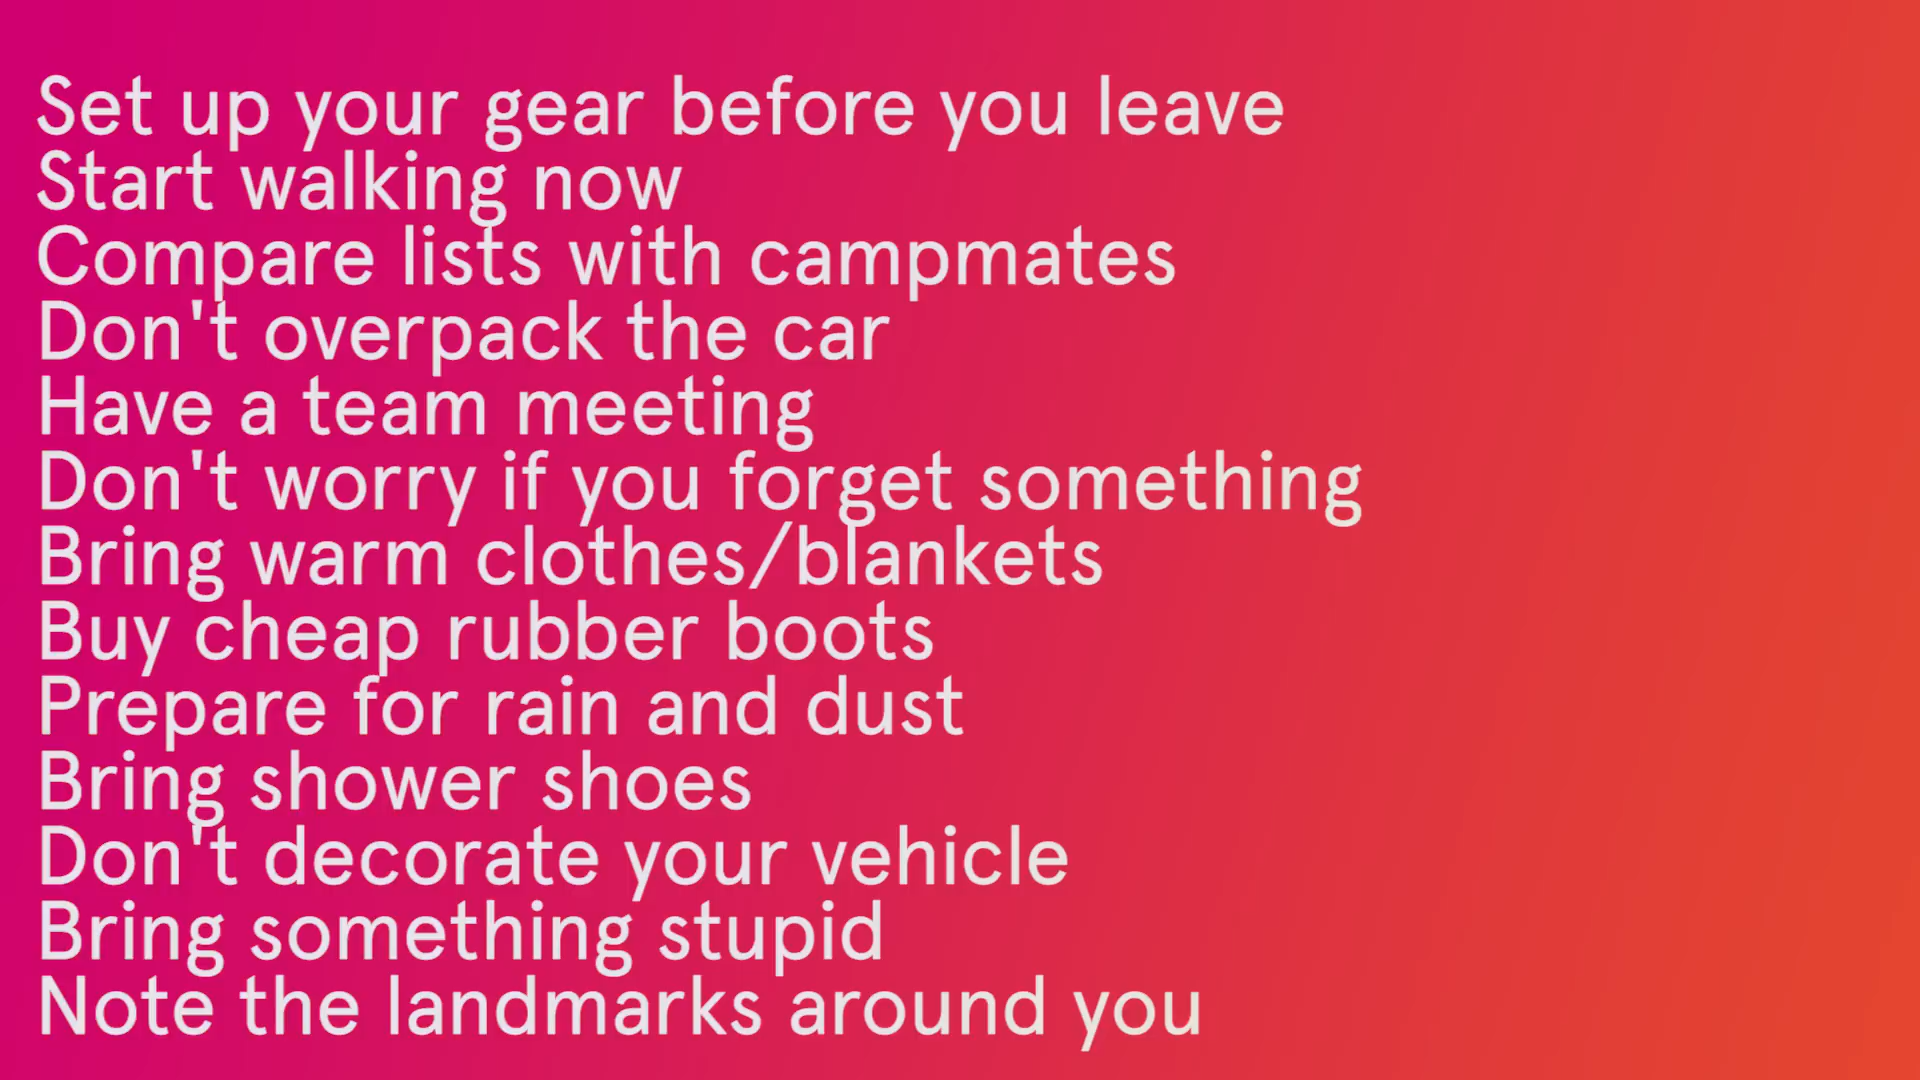 Set up your gear before you leave
Start walking now
Compare lists with campmates
Don't overpack the car
Have a team meeting
Don't worry if you forget something
Bring warm clothes/blankets
Buy cheap rubber boots
Prepare for rain and dust
Bring shower shoes
Don't decorate your vehicle
Bring something stupid
Note the landmarks around you